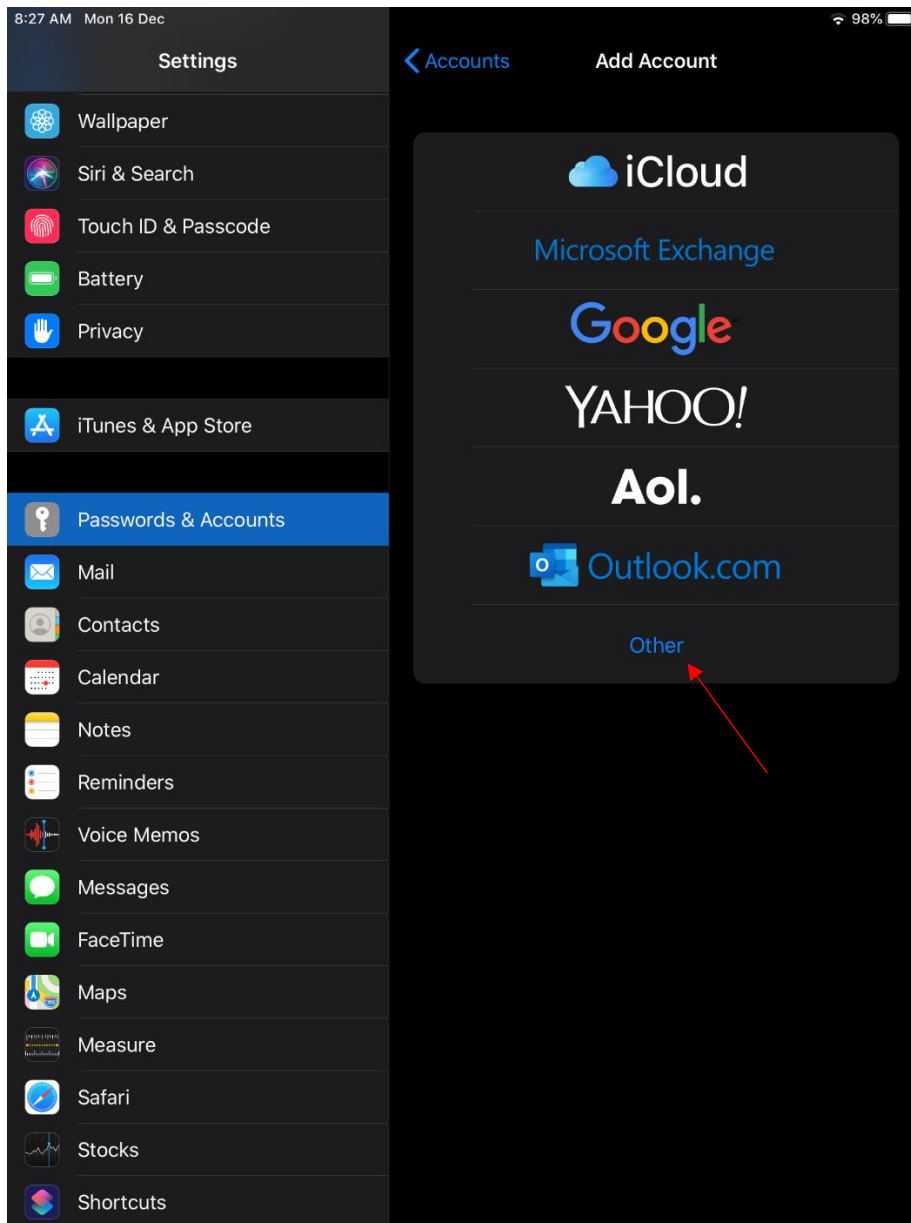 8:27 AM Mon 16 Dec
98%
Settings
Wallpaper
Siri & Search
Touch ID & Passcode
Battery
Privacy
iTunes & App Store
Passwords & Accounts
Mail
Contacts
Calendar
Notes
Reminders
Voice Memos
Messages
FaceTime
Maps
Measure
Safari
Stocks
Shortcuts
Accounts
Add Account
iCloud
Microsoft Exchange
Google
YAHOO!
Aol.
Outlook.com
Other